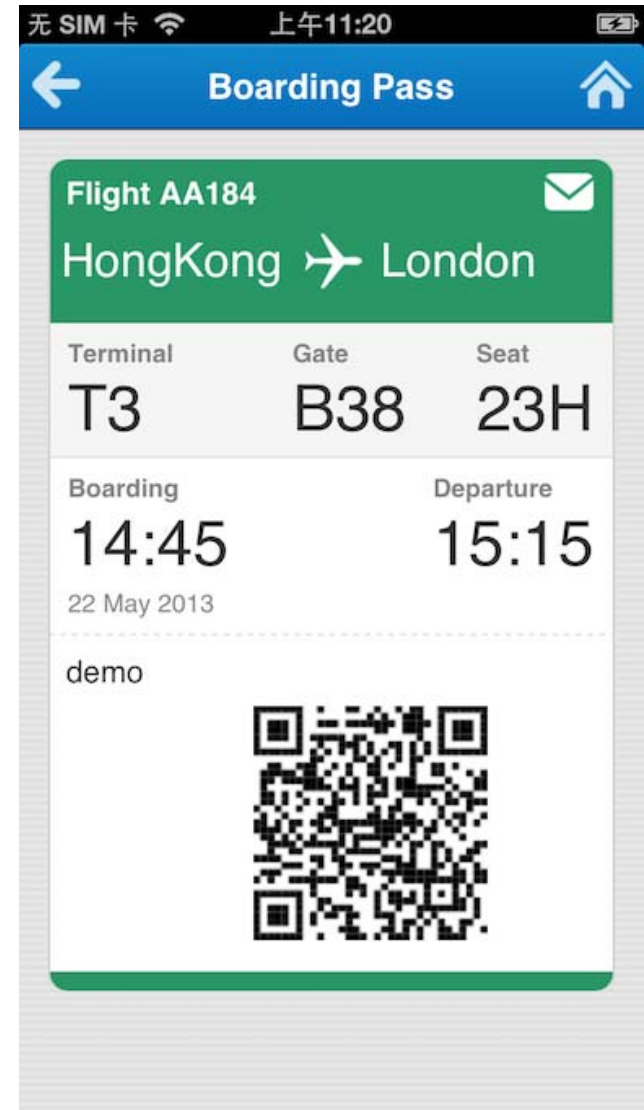 无 SIM 卡 上午11:20
Boarding Pass
Flight AA184
HongKong London
Terminal Gate Seat
T3 B38 23H
Boarding Departure
14:45 15:15
22 May 2013
demo